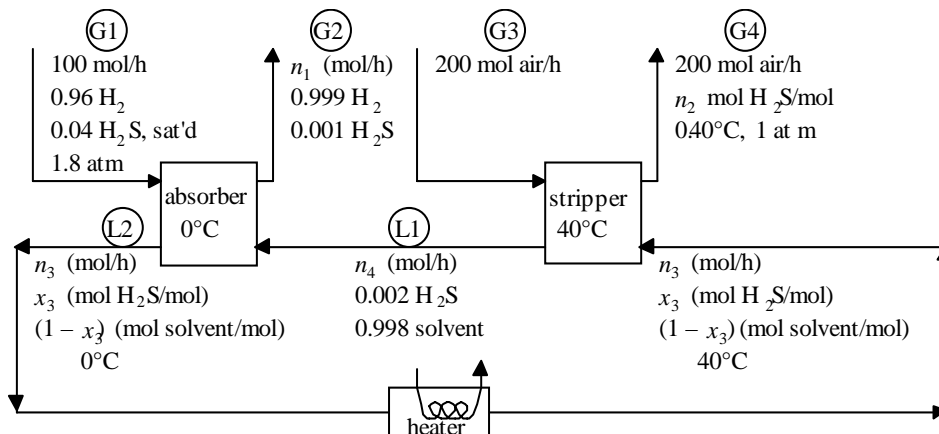 G1
100 mol/h
0.96 H2
0.04 H2S, sat'd
1.8 atm
G2
n1 (mol/h)
0.999 H2
0.001 H2S
G3
200 mol air/h
G4
200 mol air/h
n2 mol H2S/mol
0.40°C, 1 at m
absorber
0°C
stripper
40°C
L2
n3 (mol/h)
x3 (mol H2S/mol)
(1 – x3) (mol solvent/mol)
0°C
L1
n4 (mol/h)
0.002 H2S
0.998 solvent
n3 (mol/h)
x3 (mol H2S/mol)
(1 – x3) (mol solvent/mol)
40°C
heater